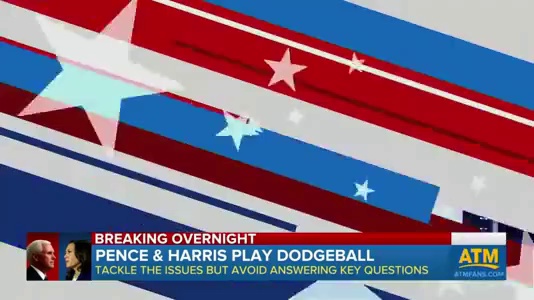 BREAKING OVERNIGHT
PENCE & HARRIS PLAY DODGEBALL
TACKLE THE ISSUES BUT AVOID ANSWERING KEY QUESTIONS
ATM
ATMFANS.COM